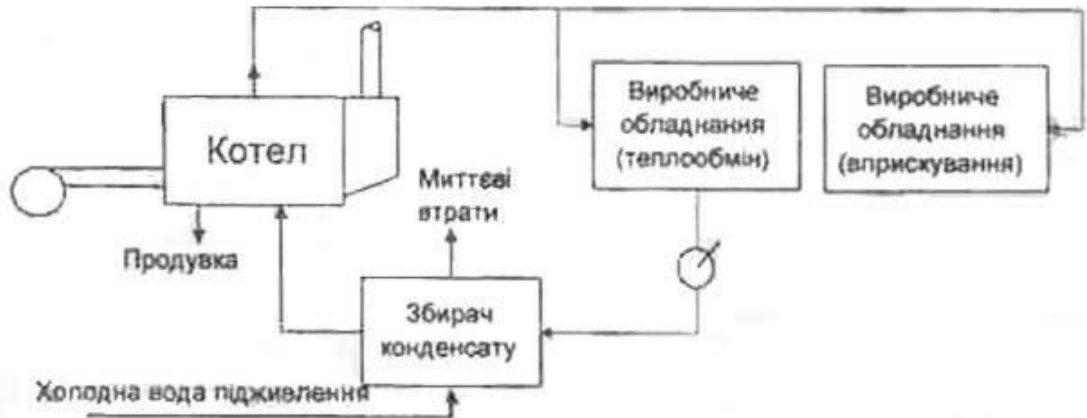 Котел
Виробниче
обладнання
(теплообмін)
Виробниче
обладнання
(вприскування)
Миттєві
втрати
Продувка
Збирач
конденсату
Холодна вода підживлення